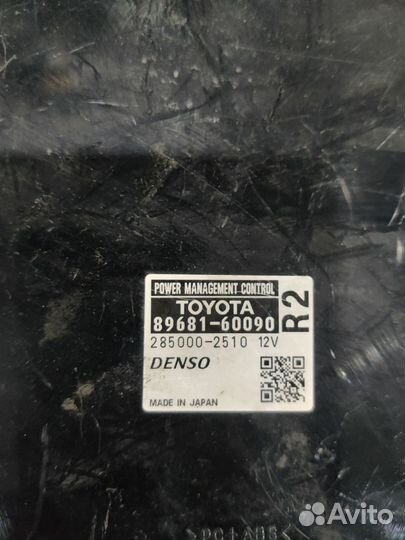 POWER MANAGEMENT CONTROL
TOYOTA
89681-60090
R2
285000-2510 12V
DENSO
MADE IN JAPAN
Avito